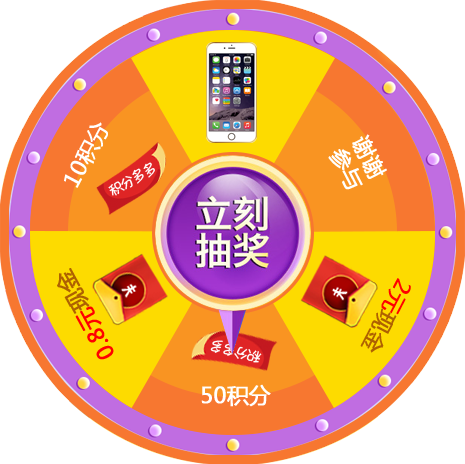 谢谢
参与
10积分
积分多多
立刻
抽奖
0.8元现金
2元现金
积分多多
50积分